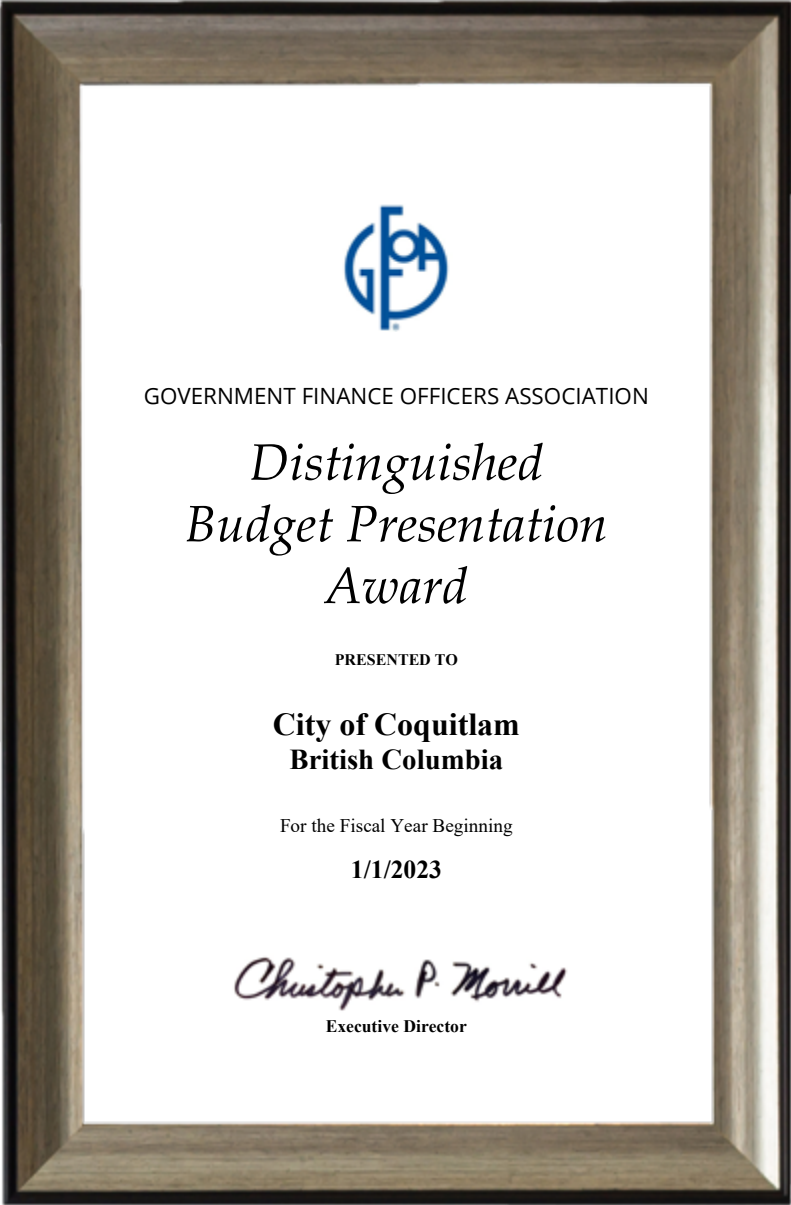 GFOA
GOVERNMENT FINANCE OFFICERS ASSOCIATION
Distinguished
Budget Presentation
Award
PRESENTED TO
City of Coquitlam
British Columbia
For the Fiscal Year Beginning
1/1/2023
Christopher P. Morrill
Executive Director